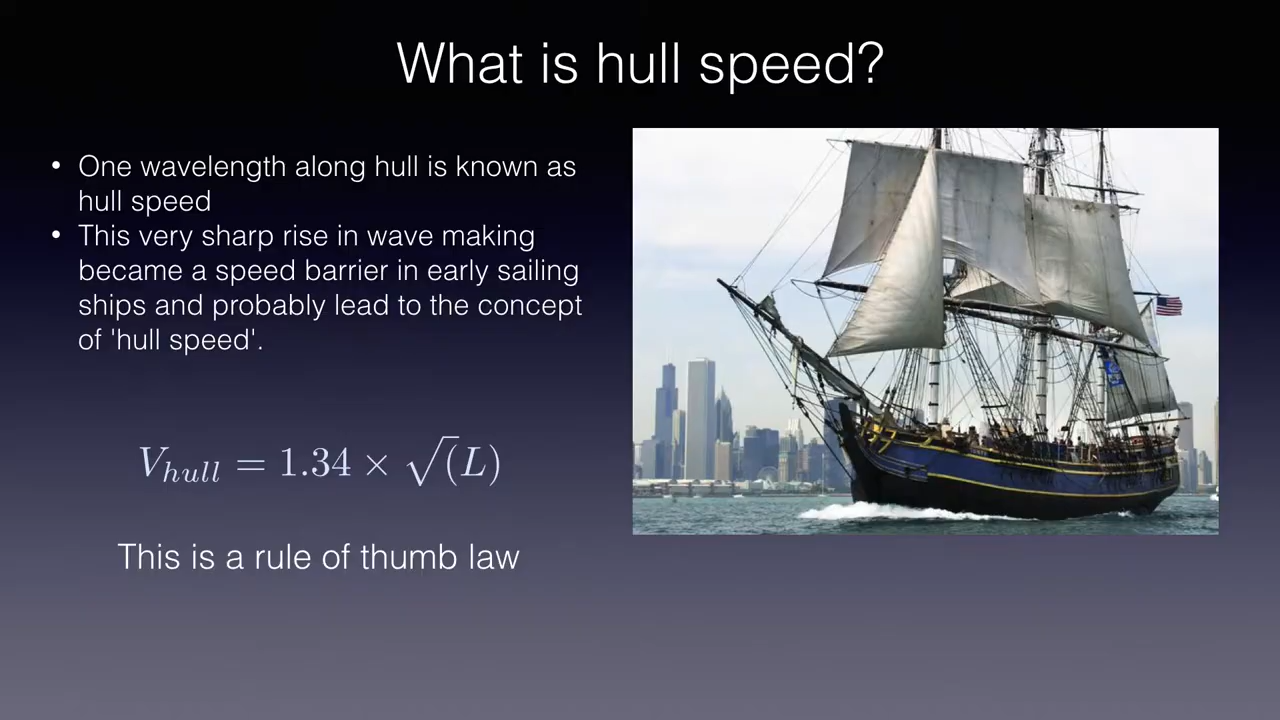 What is hull speed?
• One wavelength along hull is known as
hull speed
• This very sharp rise in wave making
became a speed barrier in early sailing
ships and probably lead to the concept
of 'hull speed'.
V_{hull} = 1.34 × √(L)
This is a rule of thumb law